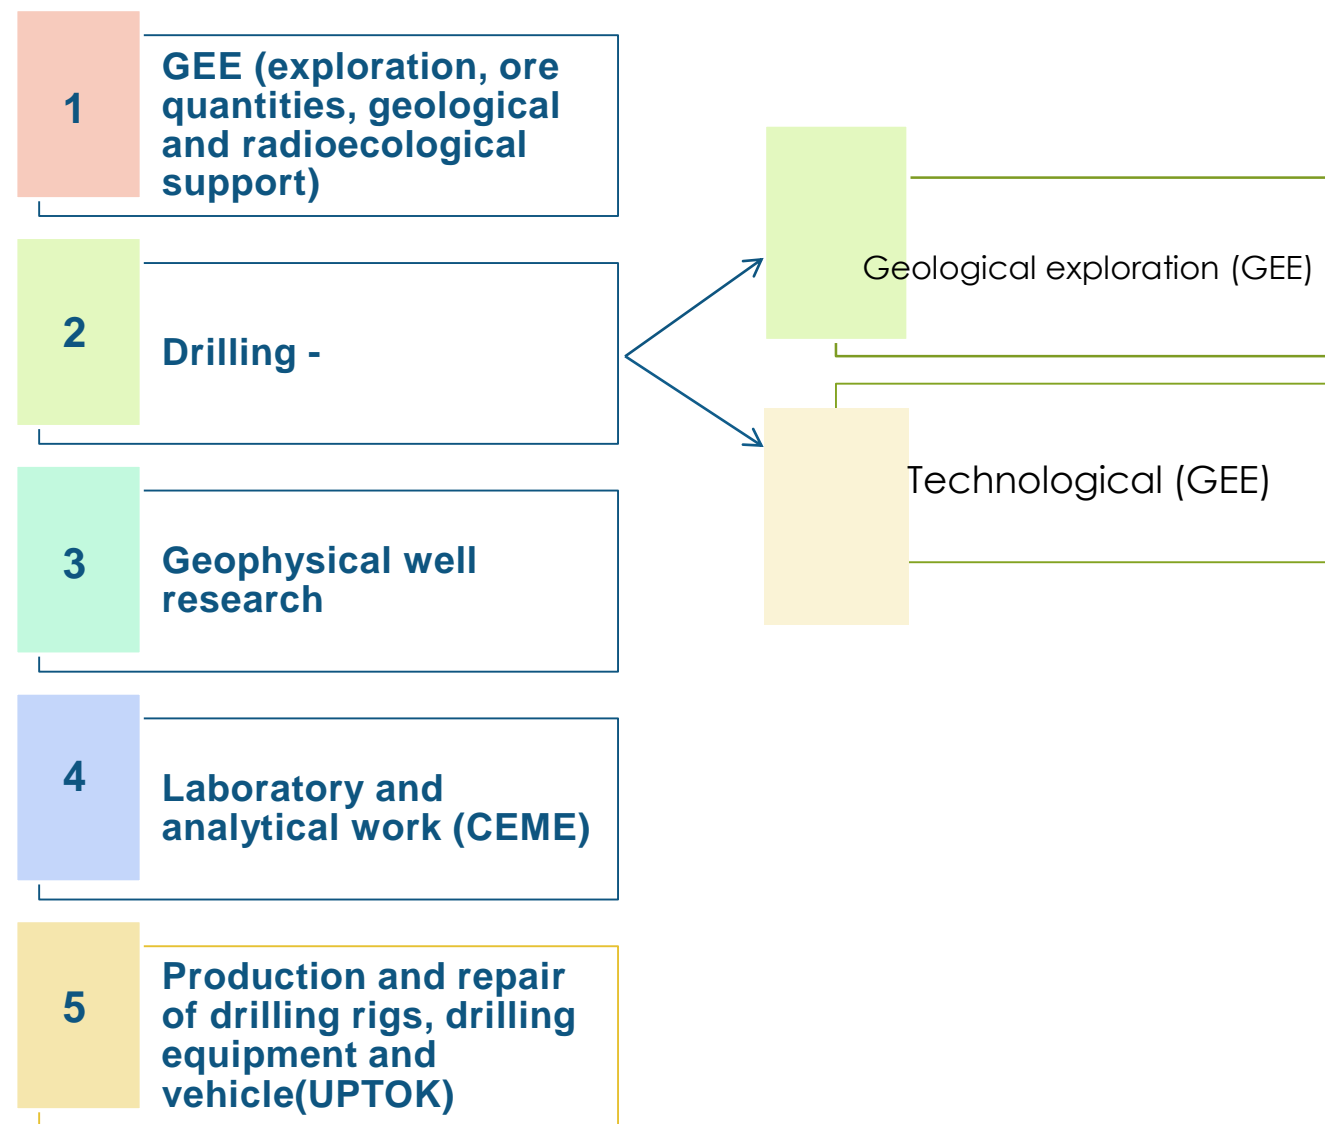 1
GEE (exploration, ore
quantities, geological
and radioecological
support)
2
Drilling -
Geological exploration (GEE)
Technological (GEE)
3
Geophysical well
research
4
Laboratory and
analytical work (CEME)
5
Production and repair
of drilling rigs, drilling
equipment and
vehicle(UPTOK)